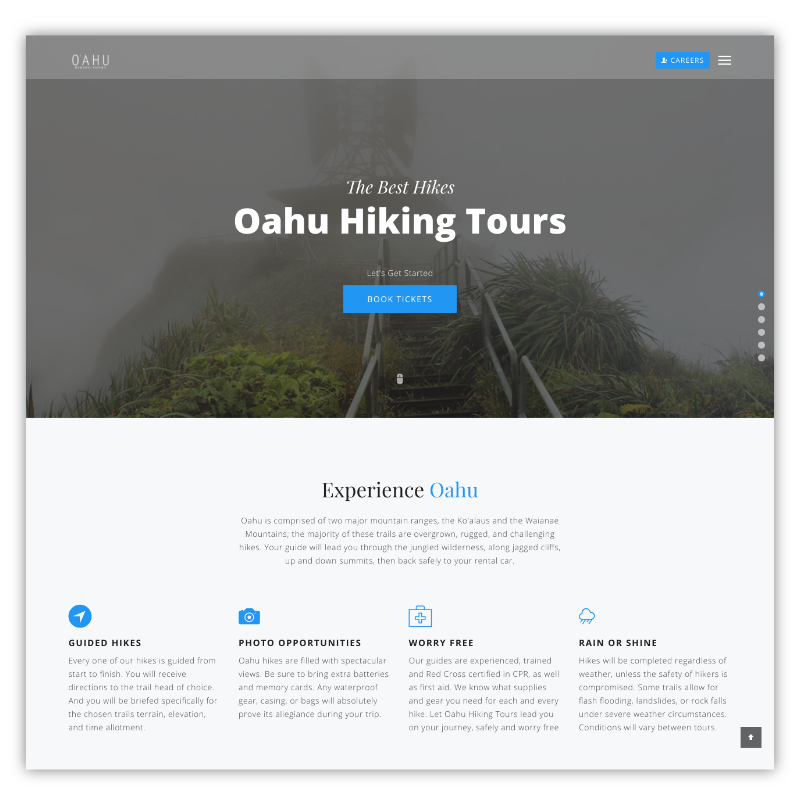 O'AHU
CAREERS
The Best Hikes
Oahu Hiking Tours
Let's Get Started
BOOK TICKETS
Experience Oahu
Oahu is comprised of two major mountain ranges, the Ko'alaus and the Waianae
Mountains, the majority of these trails are overgrown, rugged, and challenging
hikes. Your guide will lead you through the jungled wilderness, along jagged cliffs,
up and down summits, then back safely to your rental car.
GUIDED HIKES
Every one of our hikes is guided from
start to finish. You will receive
directions to the trail head of choice.
And you will be briefed specifically for
the chosen trails terrain, elevation,
and time allotment.
PHOTO OPPORTUNITIES
Oahu hikes are filled with spectacular
views. Be sure to bring extra batteries
and memory cards. Any waterproof
gear, casing, or bags will absolutely
prove its allegiance during your trip.
WORRY FREE
Our guides are experienced, trained
and Red Cross certified in CPR, as well
as first aid. We know what supplies
and gear you need for each and every
hike. Let Oahu Hiking Tours lead you
on your journey, safely and worry free
RAIN OR SHINE
Hikes will be completed regardless of
weather, unless the safety of hikers is
compromised. Some trails allow for
flash flooding, landslides, or rock falls
under severe weather circumstances.
Conditions will vary between tours.